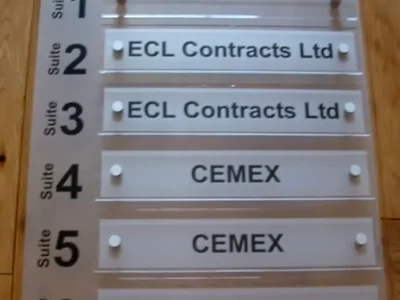 Suite 1
Suite 2 ECL Contracts Ltd
Suite 3 ECL Contracts Ltd
Suite 4 CEMEX
Suite 5 CEMEX